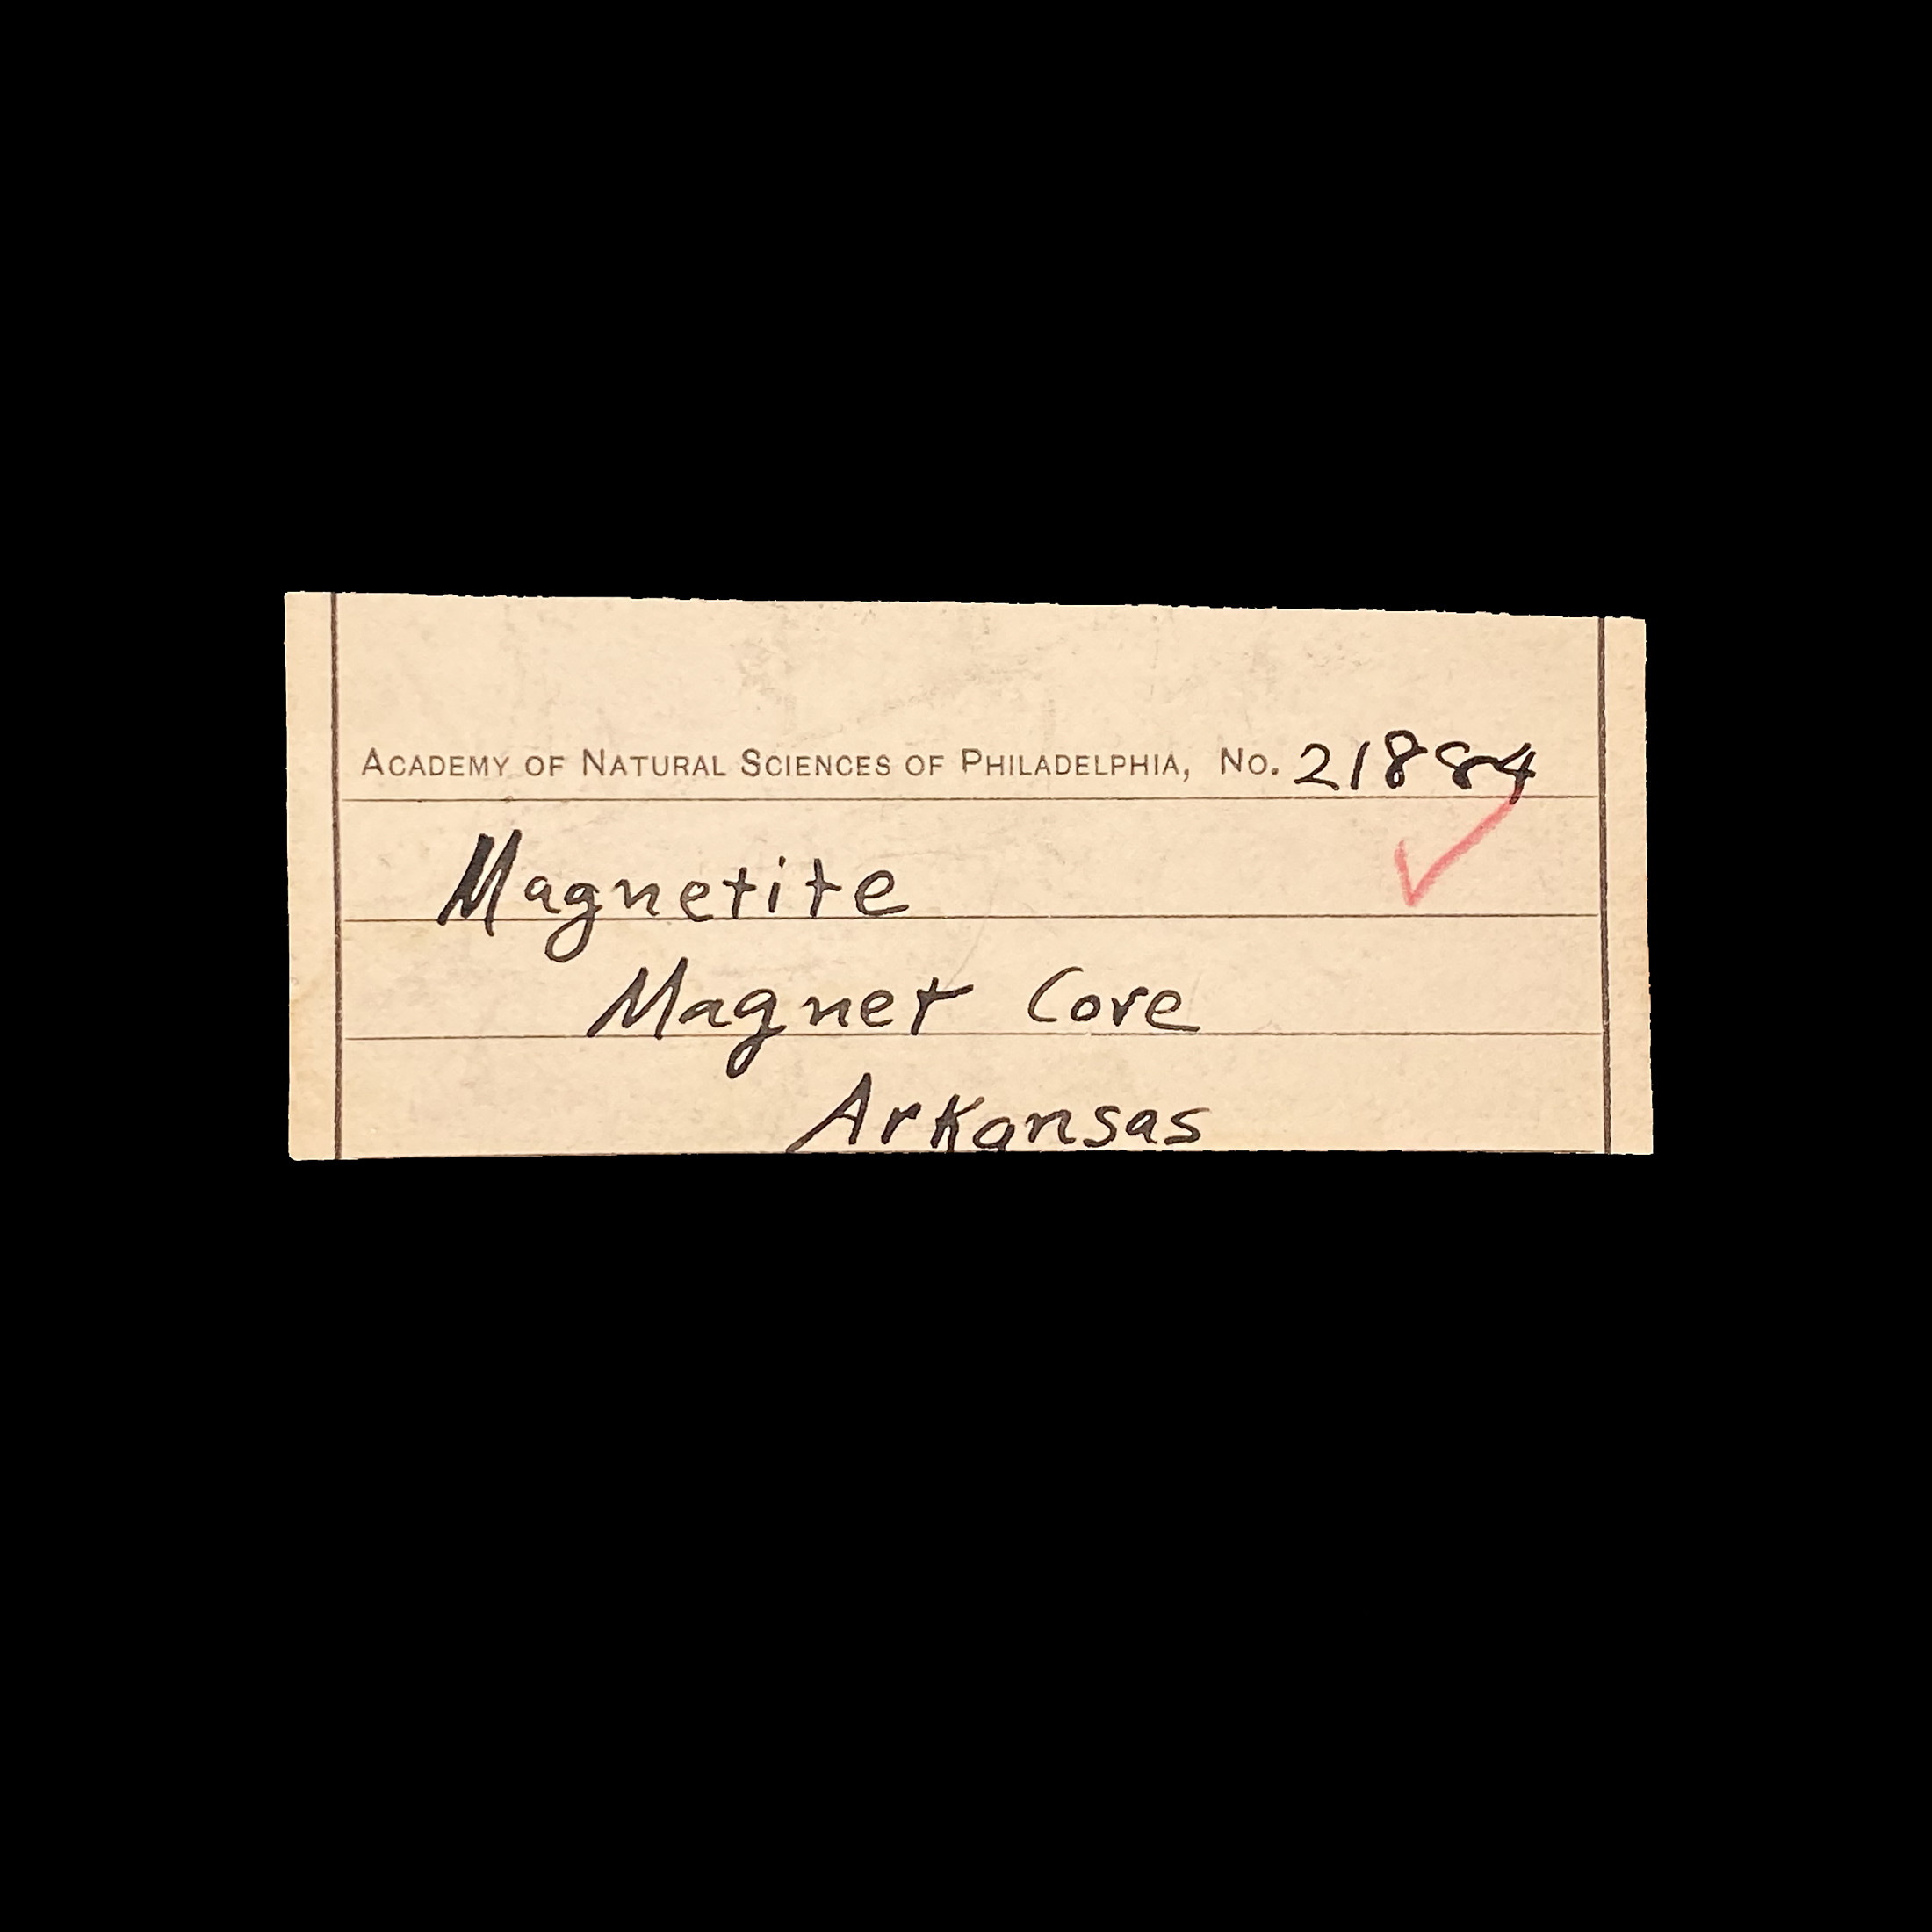 ACADEMY OF NATURAL SCIENCES OF PHILADELPHIA, No. 21884
Magnetite
Magnet Cove
Arkansas